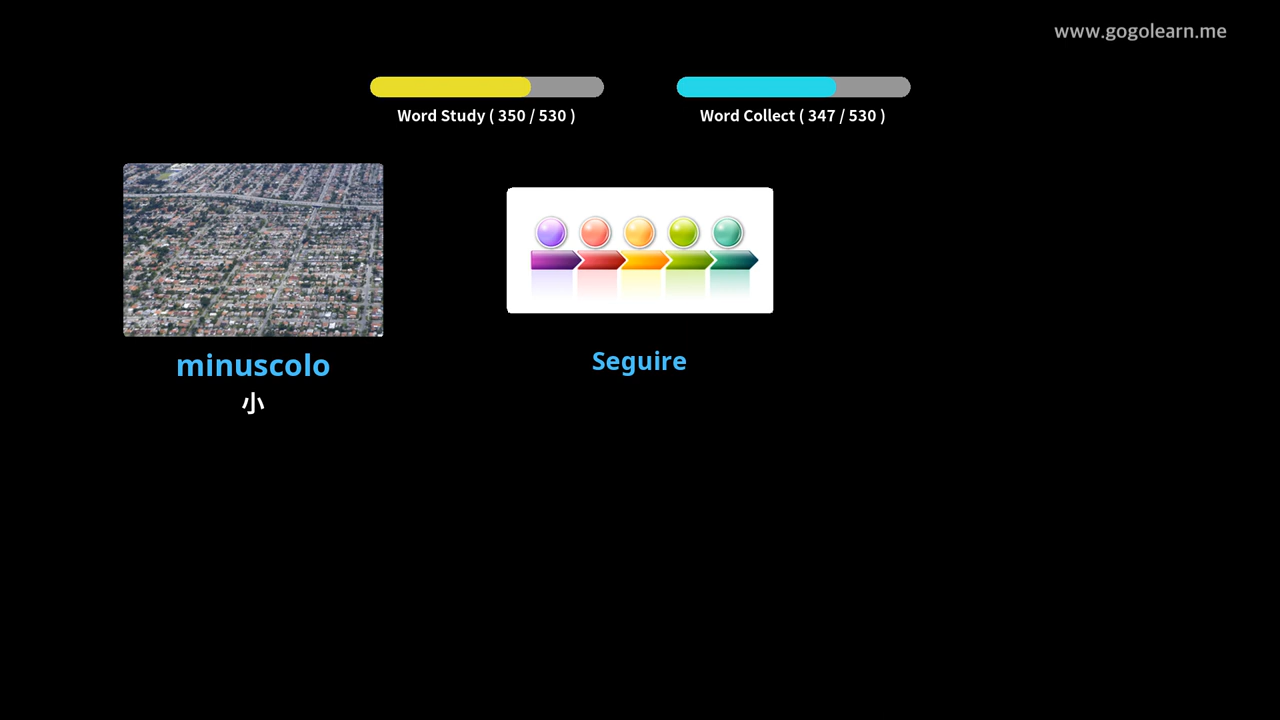 www.gogolearn.me
Word Study ( 350 / 530 )
Word Collect ( 347 / 530 )
minuscolo
小
Seguire